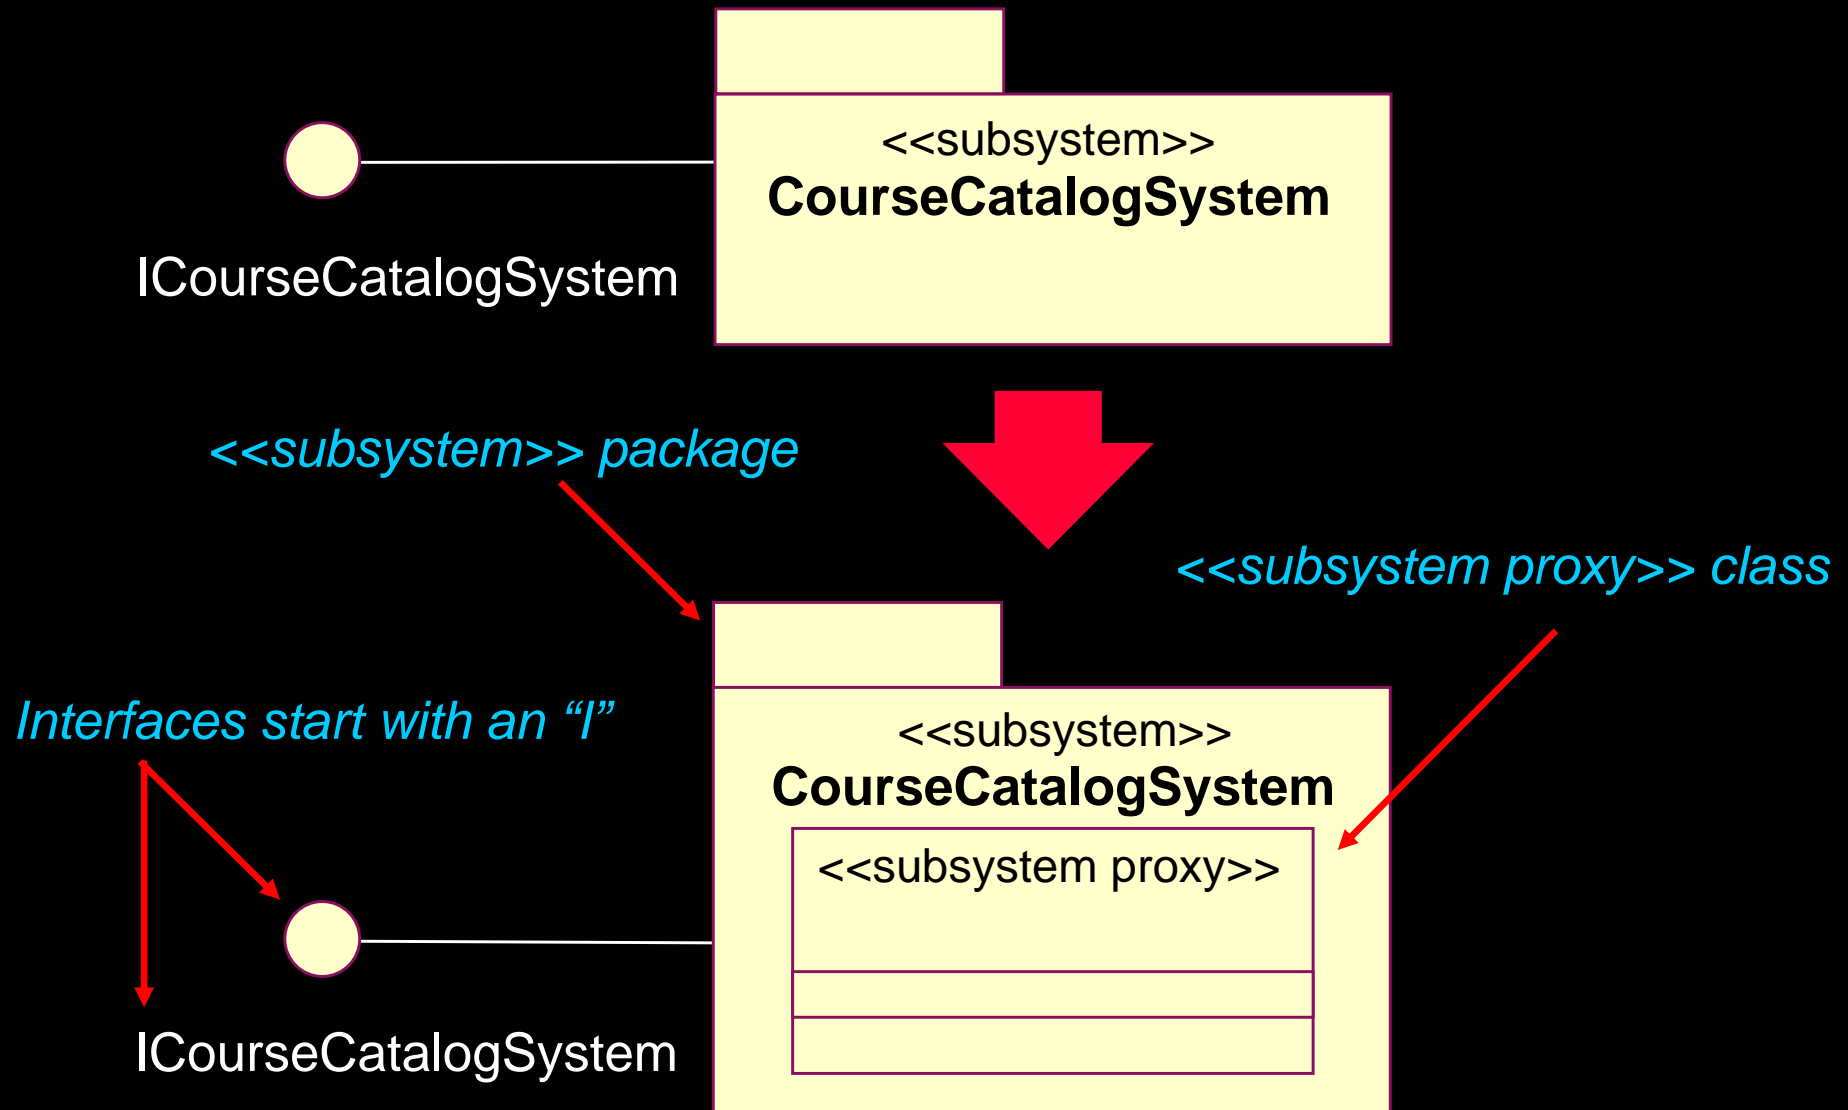 <<subsystem>>
CourseCatalogSystem
ICourseCatalogSystem
<<subsystem>> package
<<subsystem proxy>> class
Interfaces start with an “I”
<<subsystem>>
CourseCatalogSystem
<<subsystem proxy>>
ICourseCatalogSystem